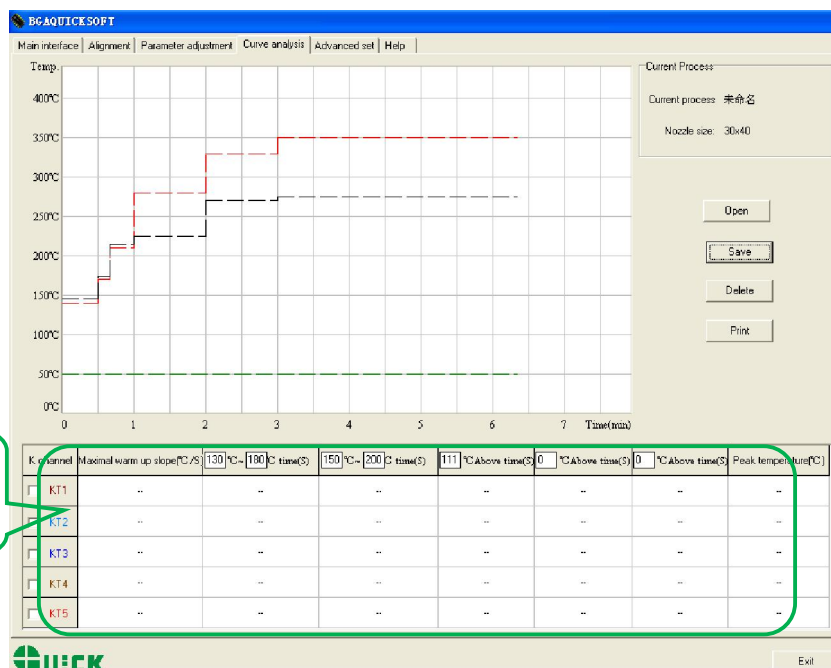 BGAQUICKSOFT
Main interface Alignment Parameter adjustment Curve analysis Advanced set Help
Temp.
400℃
350℃
300℃
250℃
200℃
150℃
100℃
50℃
0℃
0 1 2 3 4 5 6 7 Time(min)
Current Process
Current process 未命名
Nozzle size: 30x40
Open
Save
Delete
Print
K channel Maximal warm up slope(℃/S) 130 ℃~ 180 C time(S) 150 ℃~ 200 C time(S) 111 ℃Above time(S) 0 ℃Above time(S) 0 ℃Above time(S) Peak temperature(℃)
KT1 -- -- -- -- -- -- --
KT2 -- -- -- -- -- -- --
KT3 -- -- -- -- -- -- --
KT4 -- -- -- -- -- -- --
KT5 -- -- -- -- -- -- --
QUICK
Exit